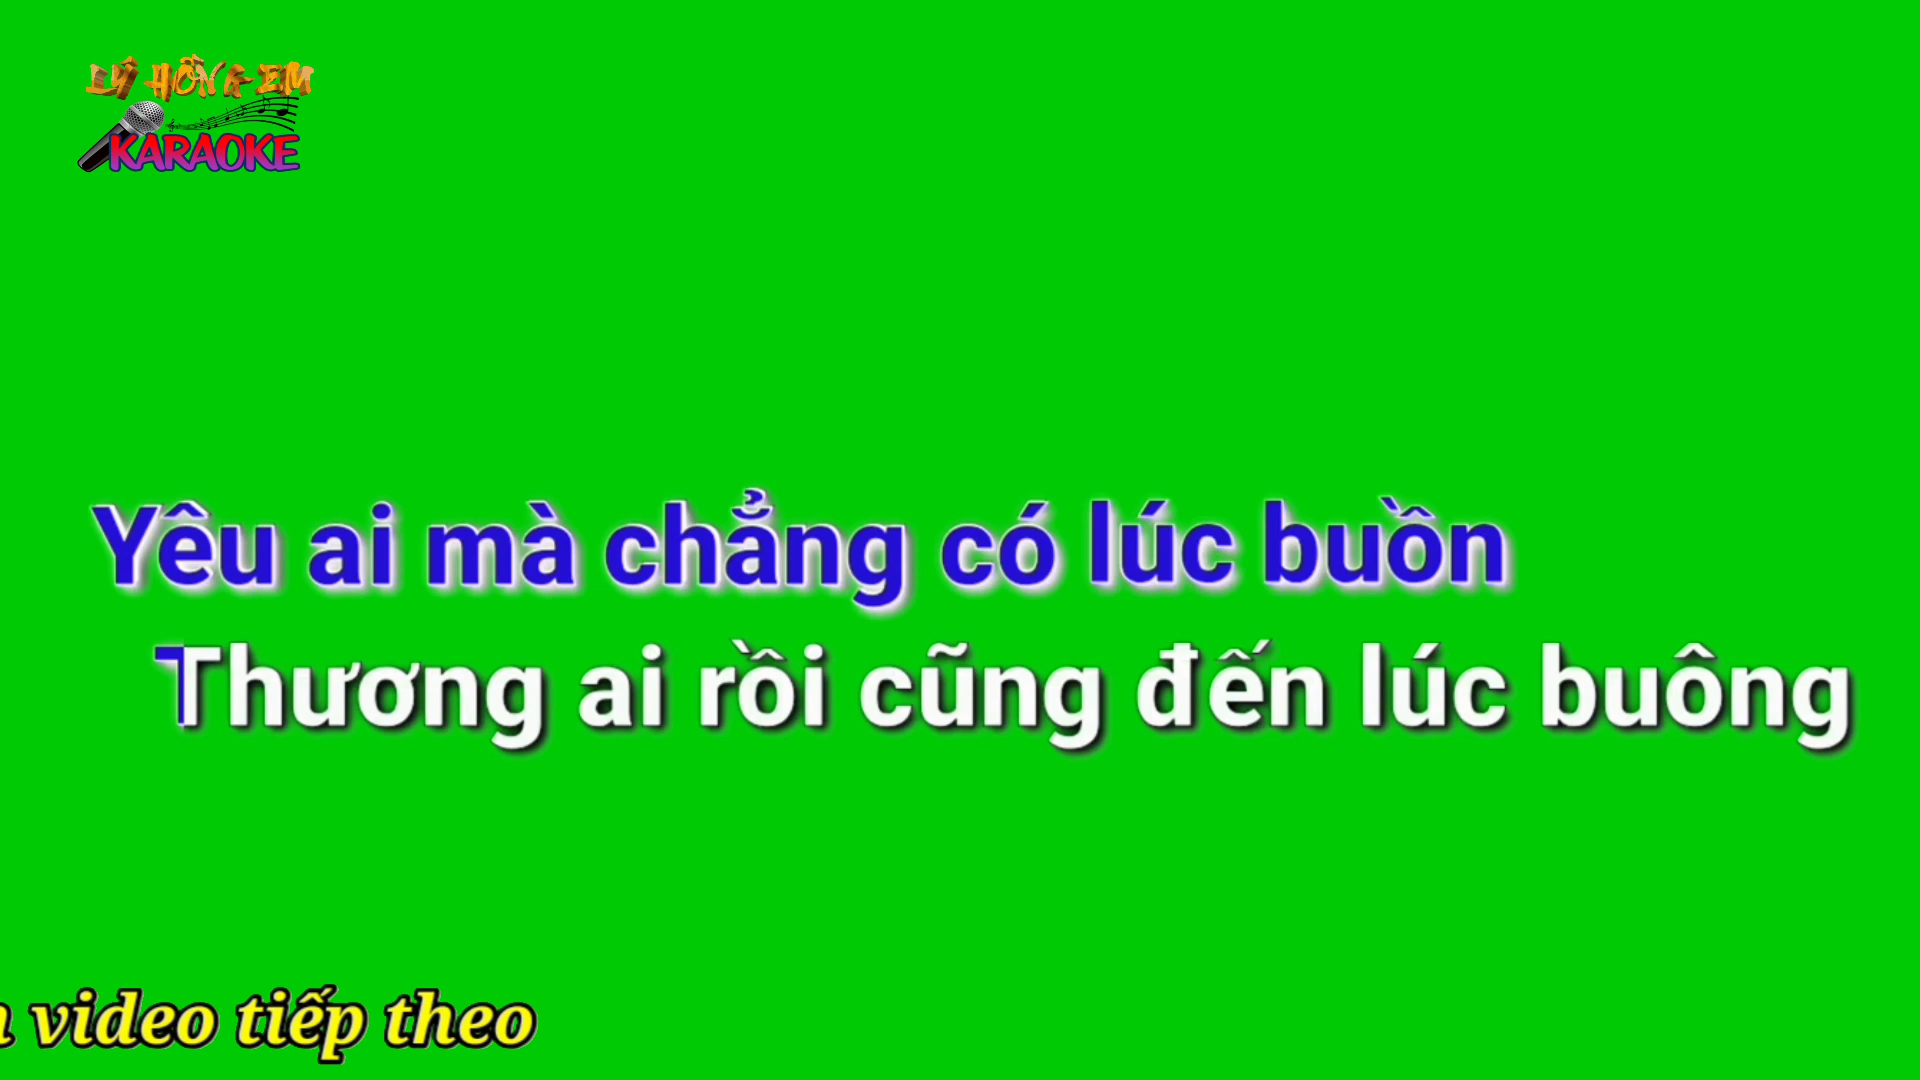 LÝ HỒNG EM
KARAOKE
Yêu ai mà chẳng có lúc buồn
Thương ai rồi cũng đến lúc buông
video tiếp theo